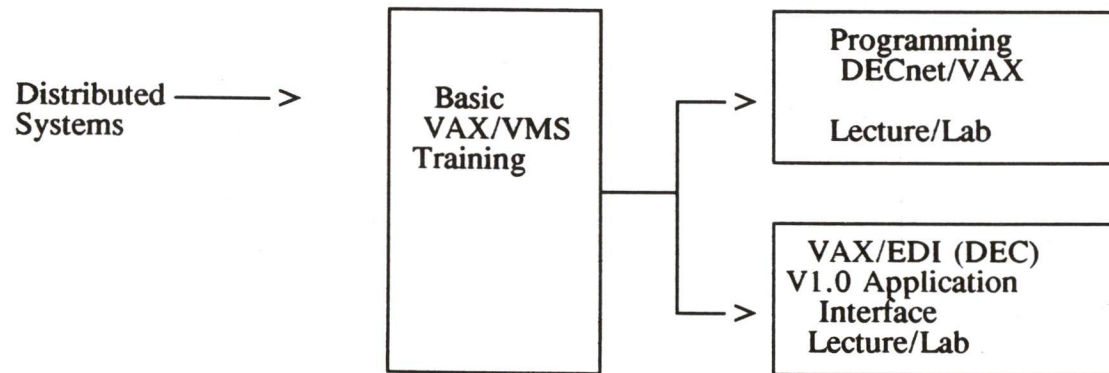 Distributed
Systems
Basic
VAX/VMS
Training
Programming
DECnet/VAX
Lecture/Lab
VAX/EDI (DEC)
V1.0 Application
Interface
Lecture/Lab